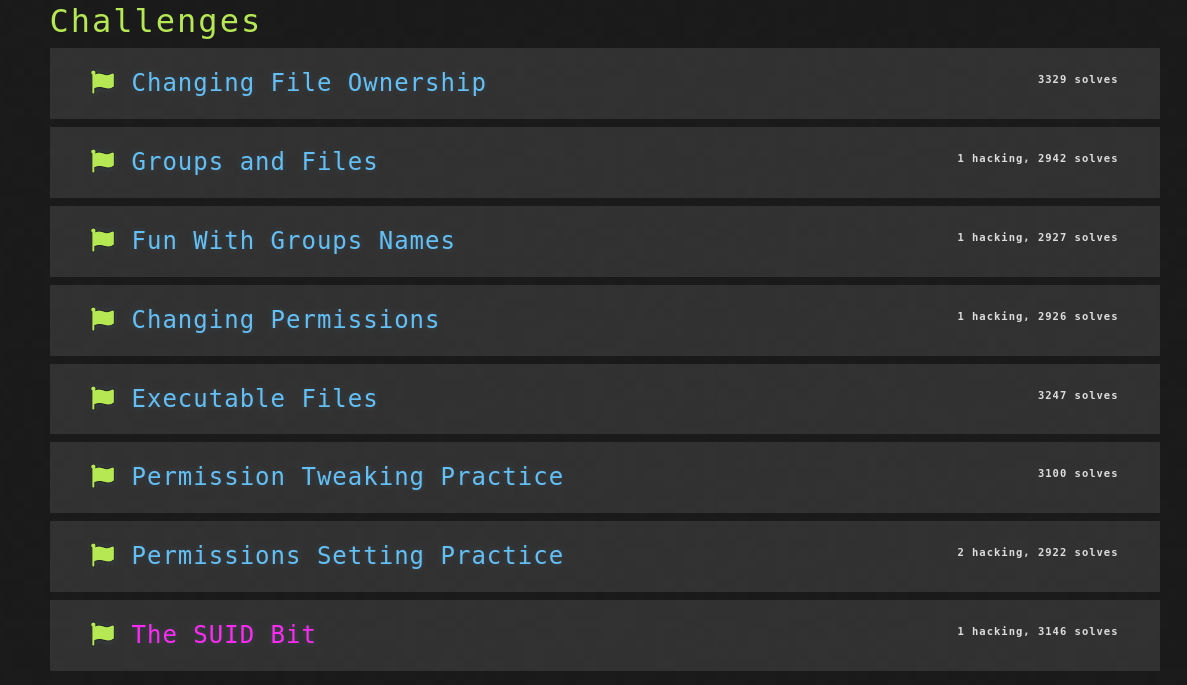 Challenges
Changing File Ownership 3329 solves
Groups and Files 1 hacking, 2942 solves
Fun With Groups Names 1 hacking, 2927 solves
Changing Permissions 1 hacking, 2926 solves
Executable Files 3247 solves
Permission Tweaking Practice 3100 solves
Permissions Setting Practice 2 hacking, 2922 solves
The SUID Bit 1 hacking, 3146 solves